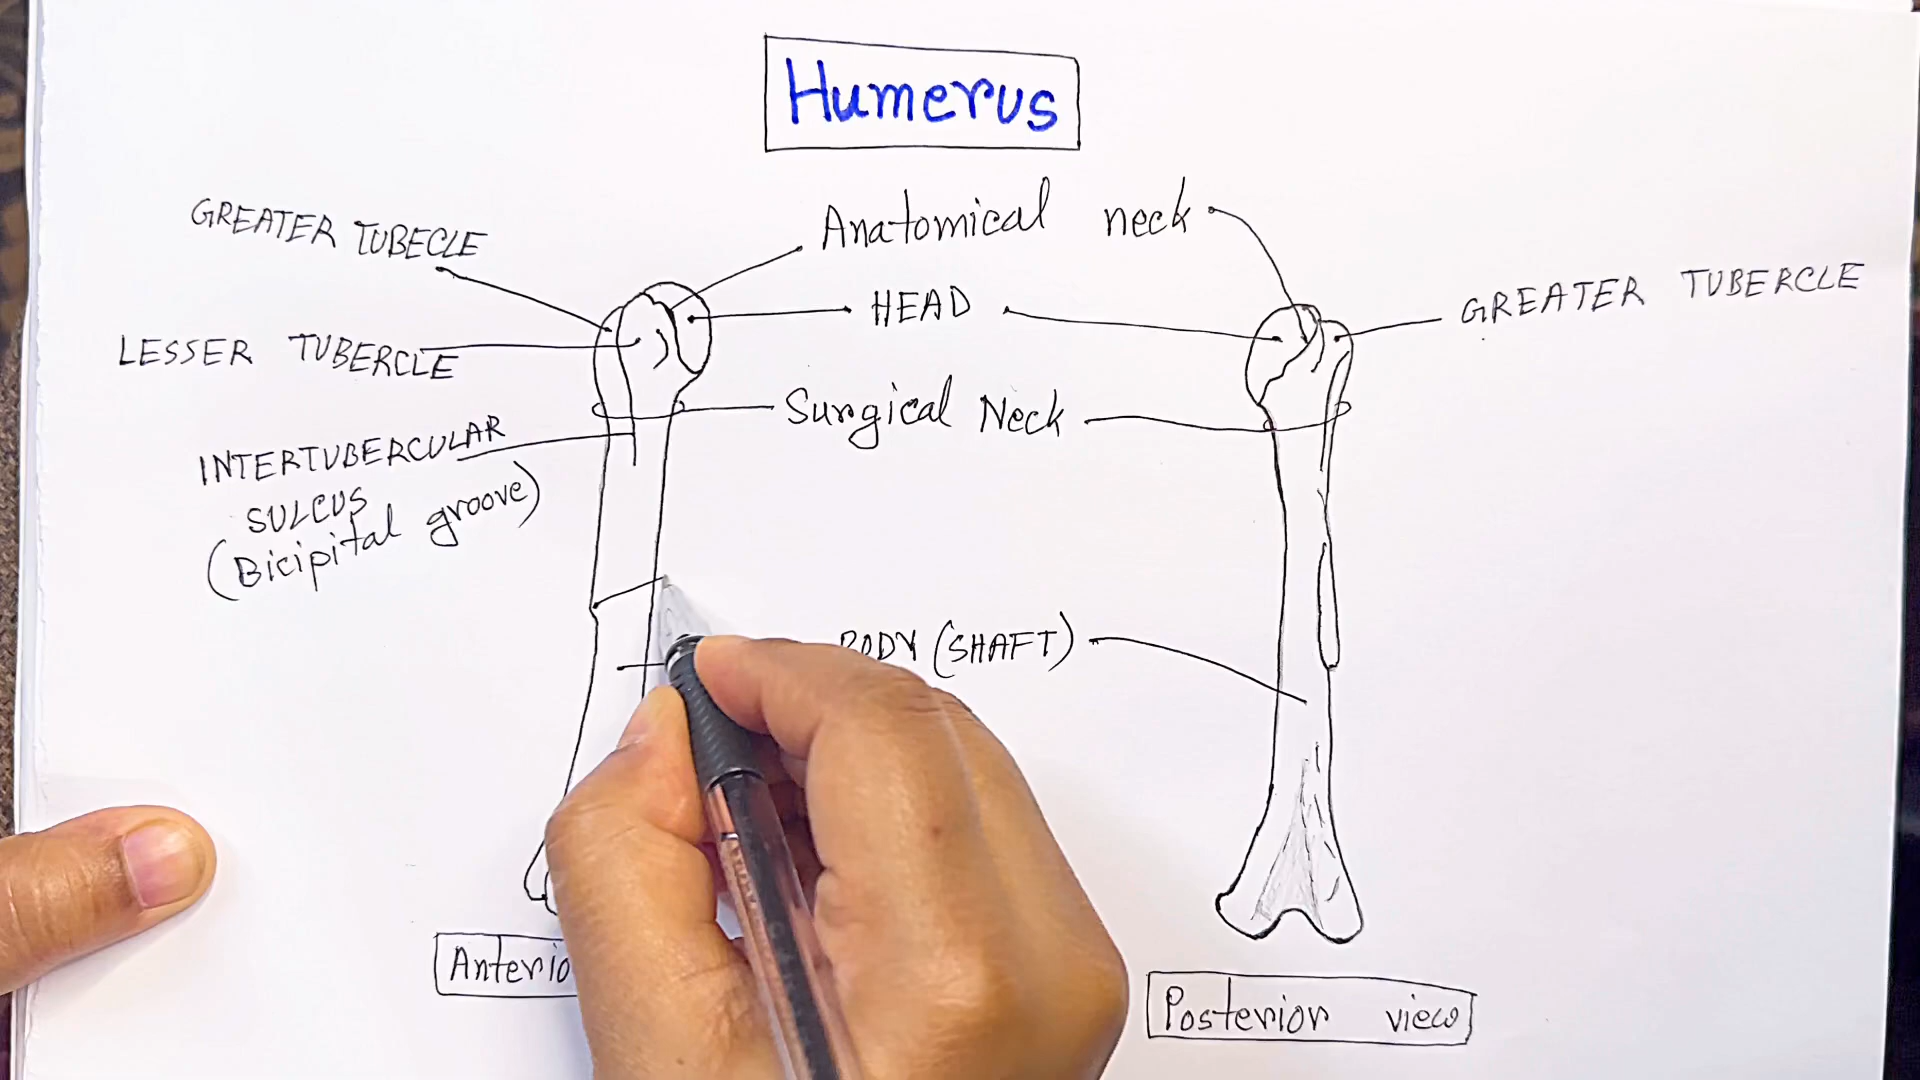 Humerus
GREATER TUBECLE
Anatomical neck
GREATER TUBERCLE
HEAD
LESSER TUBERCLE
Surgical Neck
INTERTUBERCULAR
SULCUS
(Bicipital groove)
BODY (SHAFT)
Posterior view